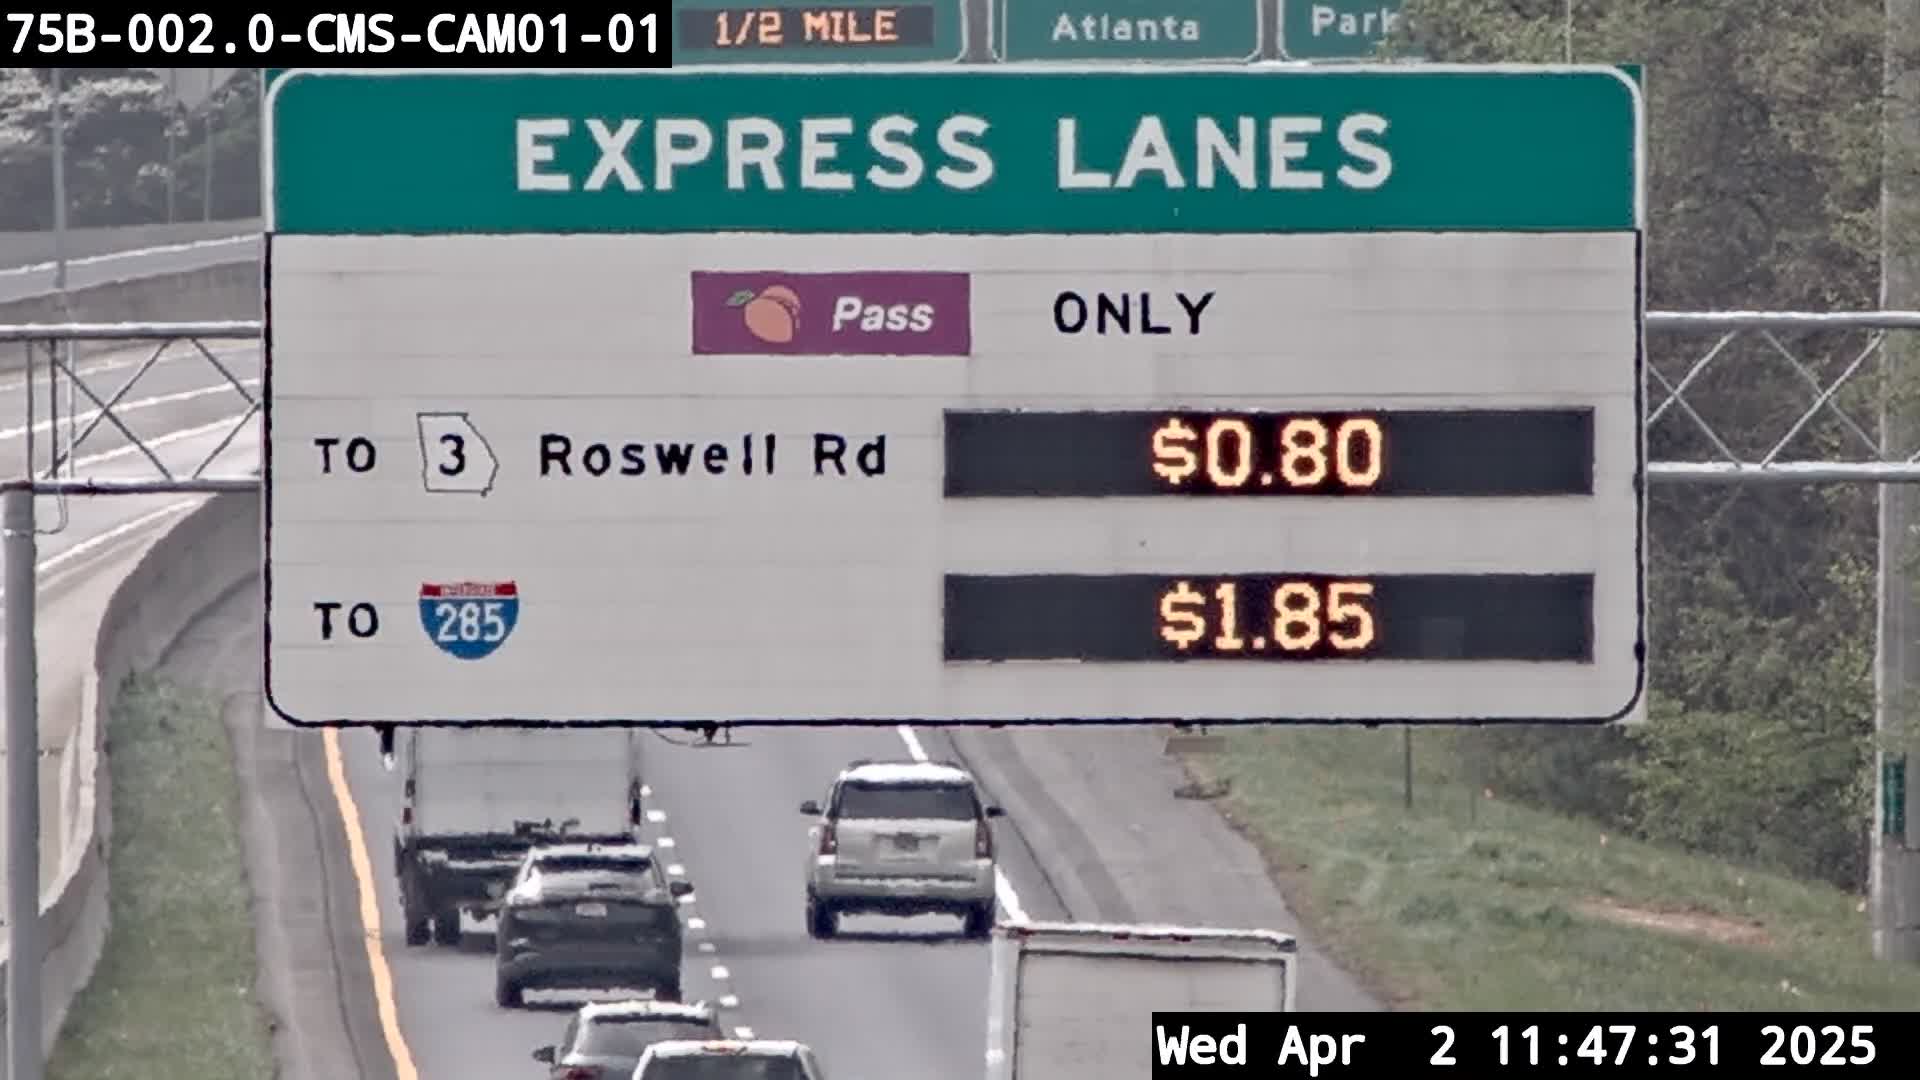 75B-002.0-CMS-CAM01-01
1/2 MILE
Atlanta
Park
EXPRESS LANES
Pass ONLY
TO 3 Roswell Rd $0.80
TO INTERSTATE 285 $1.85
Wed Apr 2 11:47:31 2025